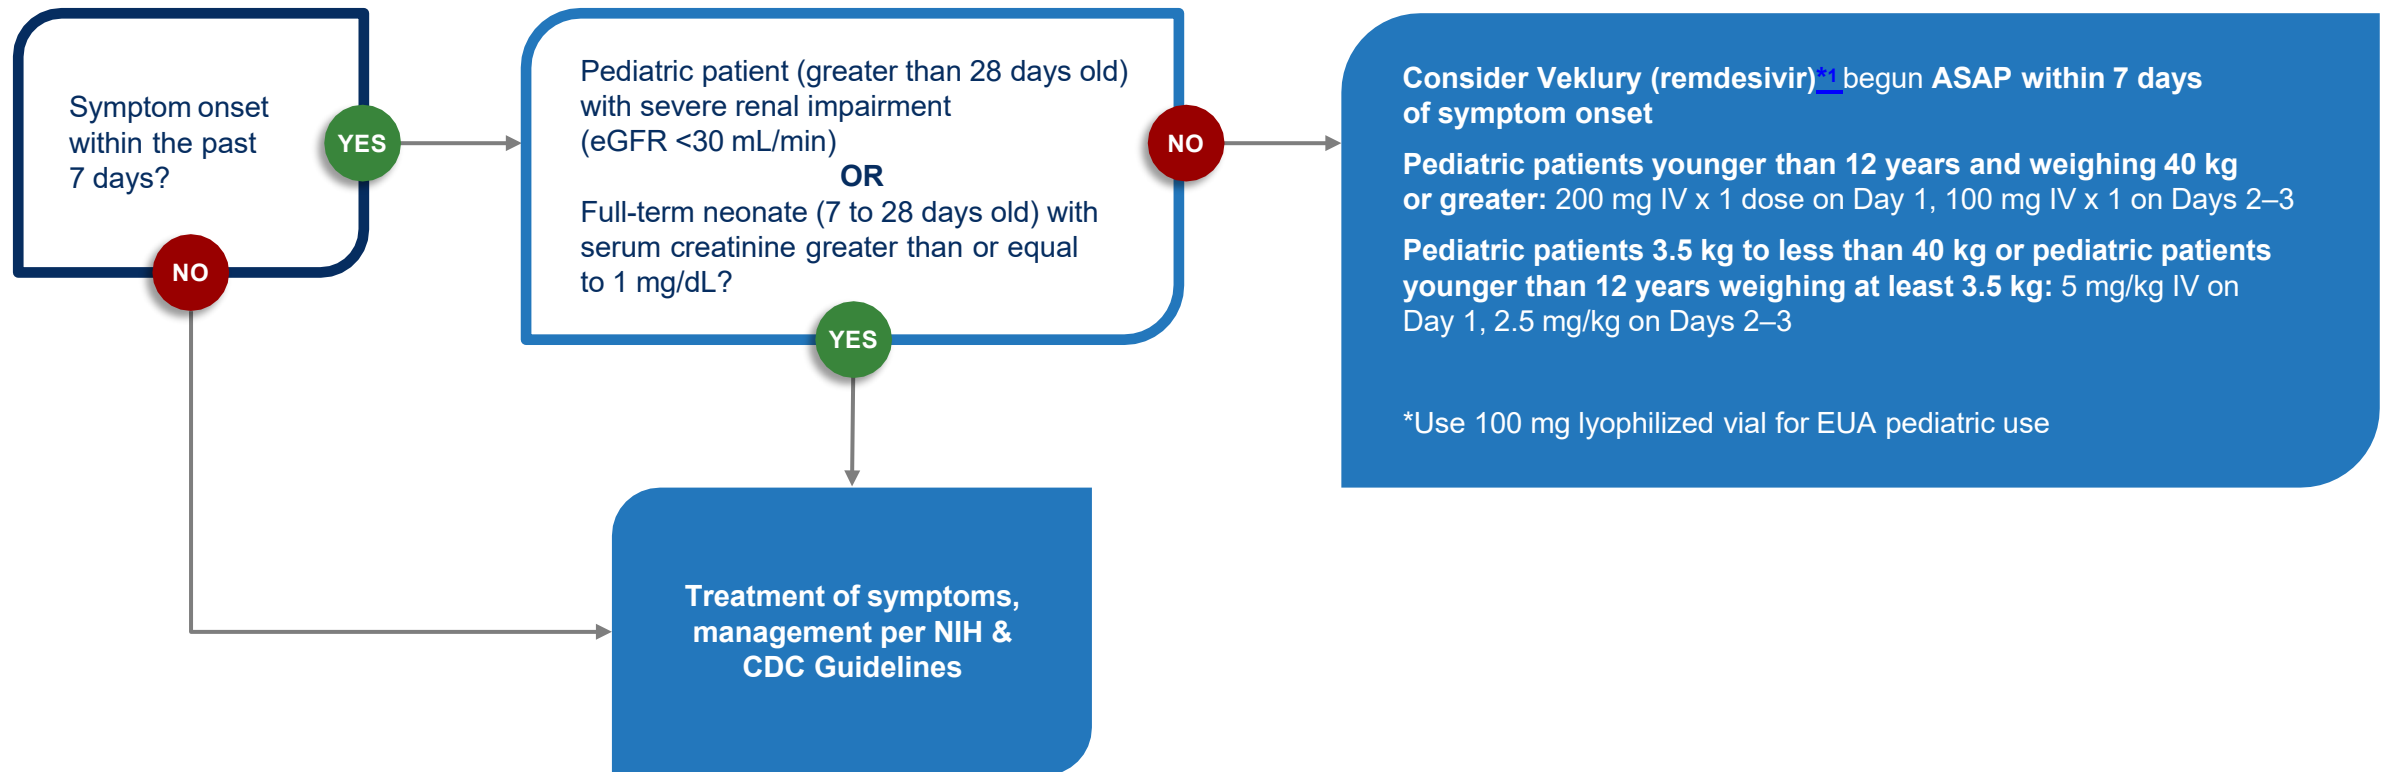 Symptom onset
within the past
7 days?
YES
NO
Pediatric patient (greater than 28 days old)
with severe renal impairment
(eGFR <30 mL/min)
OR
Full-term neonate (7 to 28 days old) with
serum creatinine greater than or equal
to 1 mg/dL?
NO
YES
Consider Veklury (remdesivir)*1 begun ASAP within 7 days
of symptom onset
Pediatric patients younger than 12 years and weighing 40 kg
or greater: 200 mg IV x 1 dose on Day 1, 100 mg IV x 1 on Days 2–3
Pediatric patients 3.5 kg to less than 40 kg or pediatric patients
younger than 12 years weighing at least 3.5 kg: 5 mg/kg IV on
Day 1, 2.5 mg/kg on Days 2–3
*Use 100 mg lyophilized vial for EUA pediatric use
Treatment of symptoms,
management per NIH &
CDC Guidelines